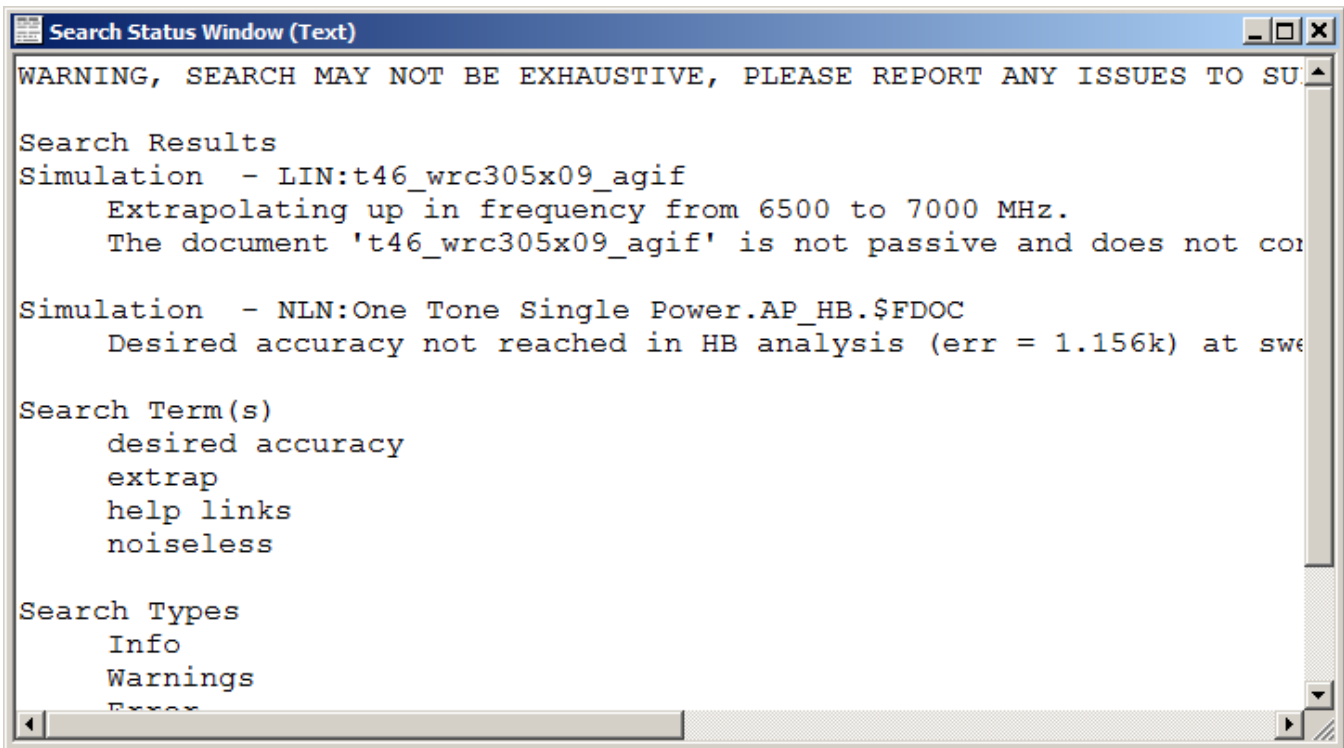 Search Status Window (Text)
WARNING, SEARCH MAY NOT BE EXHAUSTIVE, PLEASE REPORT ANY ISSUES TO
Search Results
Simulation  - LIN:t46_wrc305x09_agif
Extrapolating up in frequency from 6500 to 7000 MHz.
The document 't46_wrc305x09_agif' is not passive and does not
Simulation  - NLN:One Tone Single Power.AP_HB.$FDOC
Desired accuracy not reached in HB analysis (err = 1.156k) at
Search Term(s)
desired accuracy
extrap
help links
noiseless
Search Types
Info
Warnings
Error